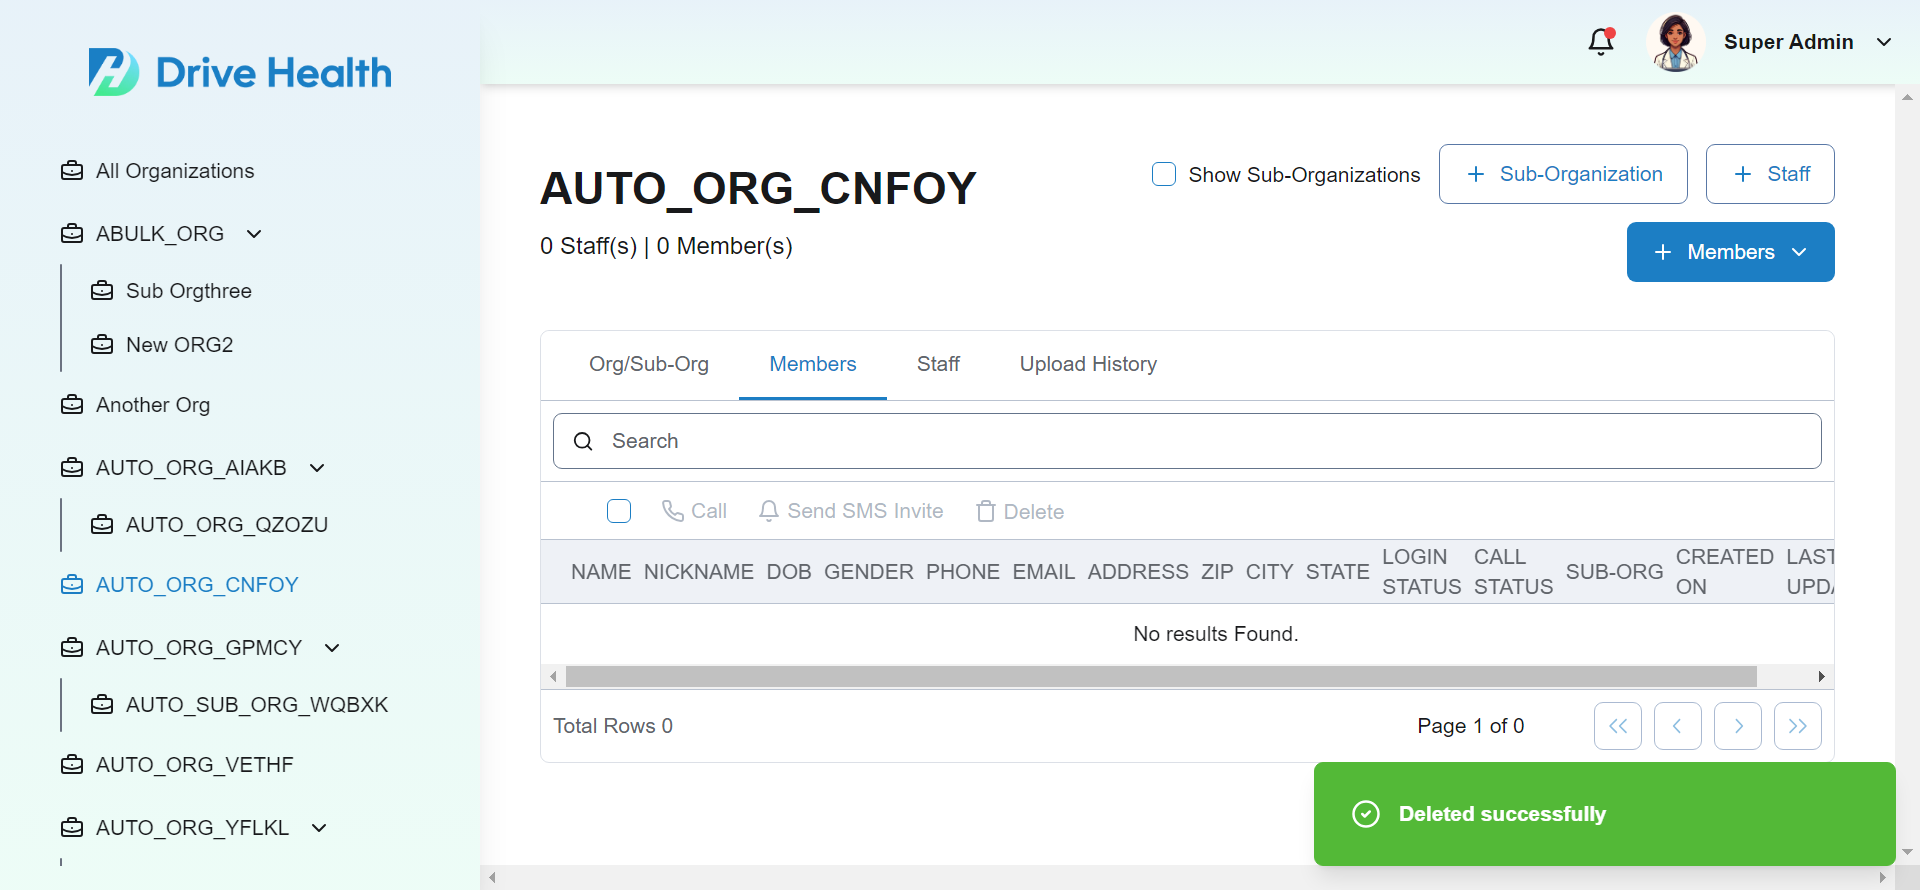 Drive Health
Super Admin
All Organizations
ABULK_ORG
Sub Orgthree
New ORG2
Another Org
AUTO_ORG_AIAKB
AUTO_ORG_QZOZU
AUTO_ORG_CNFOY
AUTO_ORG_GPMCY
AUTO_SUB_ORG_WQBXK
AUTO_ORG_VETHF
AUTO_ORG_YFLKL
AUTO_ORG_CNFOY
0 Staff(s) | 0 Member(s)
Show Sub-Organizations
Sub-Organization
Staff
Members
Org/Sub-Org Members Staff Upload History
Search
Call Send SMS Invite Delete
NAME NICKNAME DOB GENDER PHONE EMAIL ADDRESS ZIP CITY STATE LOGIN STATUS CALL STATUS SUB-ORG CREATED ON LAST UPDA
No results Found.
Total Rows 0
Page 1 of 0
Deleted successfully